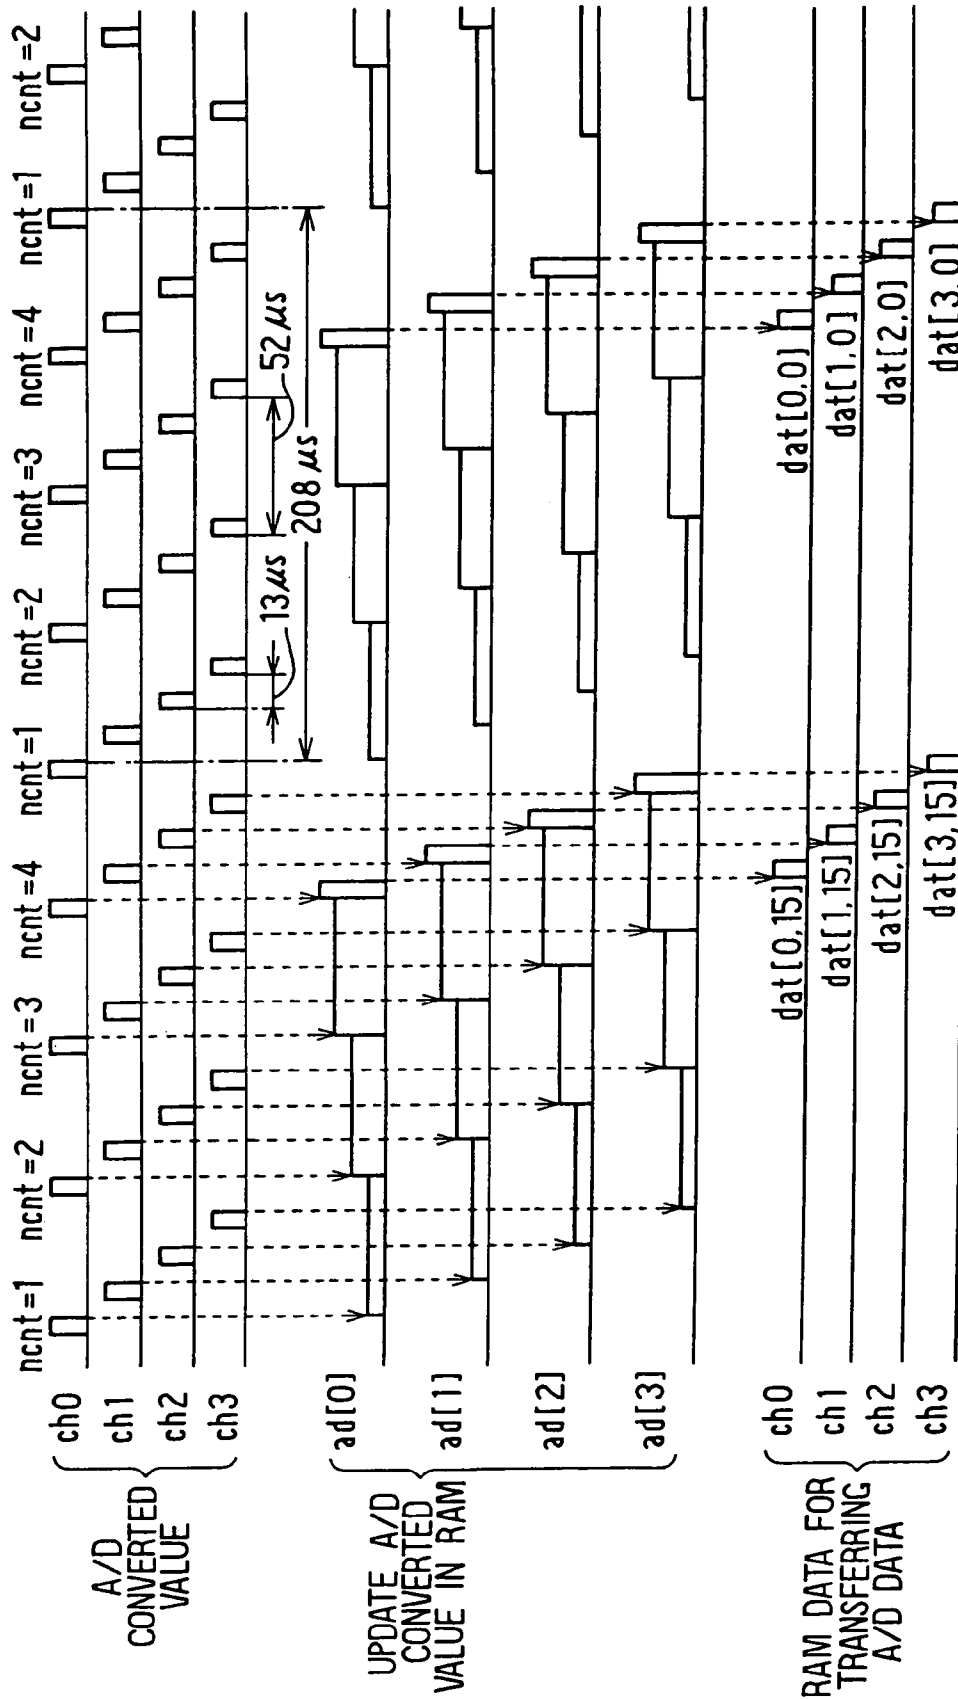 ncnt=1 ncnt=2 ncnt=3 ncnt=4 ncnt=1 ncnt=2 ncnt=3 ncnt=4 ncnt=1 ncnt=2
A/D
CONVERTED
VALUE
ch0
ch1
ch2
ch3
13μs
52μs
208μs
UPDATE A/D
CONVERTED
VALUE IN RAM
ad[0]
ad[1]
ad[2]
ad[3]
RAM DATA FOR
TRANSFERRING
A/D DATA
ch0
ch1
ch2
ch3
dat[0,15]
dat[1,15]
dat[2,15]
dat[3,15]
dat[0,0]
dat[1,0]
dat[2,0]
dat[3,0]